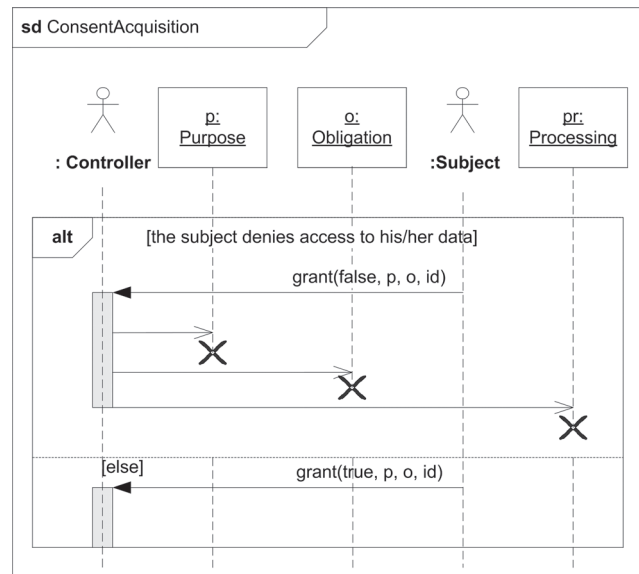 sd ConsentAcquisition
p:
Purpose
o:
Obligation
pr:
Processing
: Controller
:Subject
alt
[the subject denies access to his/her data]
grant(false, p, o, id)
[else]
grant(true, p, o, id)